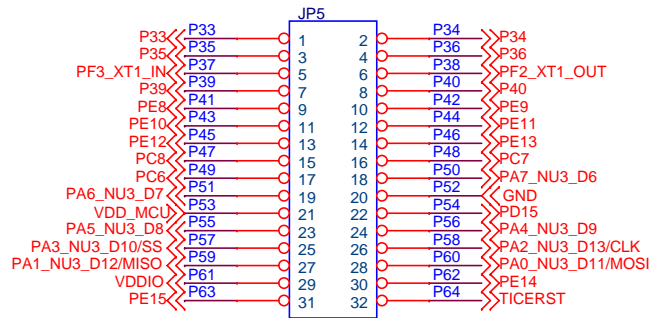 JP5
P33 P33 1 2 P34 P34
P35 P35 3 4 P36 P36
PF3_XT1_IN P37 5 6 P38 PF2_XT1_OUT
P39 P39 7 8 P40 P40
PE8 P41 9 10 P42 PE9
PE10 P43 11 12 P44 PE11
PE12 P45 13 14 P46 PE13
PC8 P47 15 16 P48 PC7
PC6 P49 17 18 P50 PA7_NU3_D6
PA6_NU3_D7 P51 19 20 P52 GND
VDD_MCU P53 21 22 P54 PD15
PA5_NU3_D8 P55 23 24 P56 PA4_NU3_D9
PA3_NU3_D10/SS P57 25 26 P58 PA2_NU3_D13/CLK
PA1_NU3_D12/MISO P59 27 28 P60 PA0_NU3_D11/MOSI
VDDIO P61 29 30 P62 PE14
PE15 P63 31 32 P64 TICERST